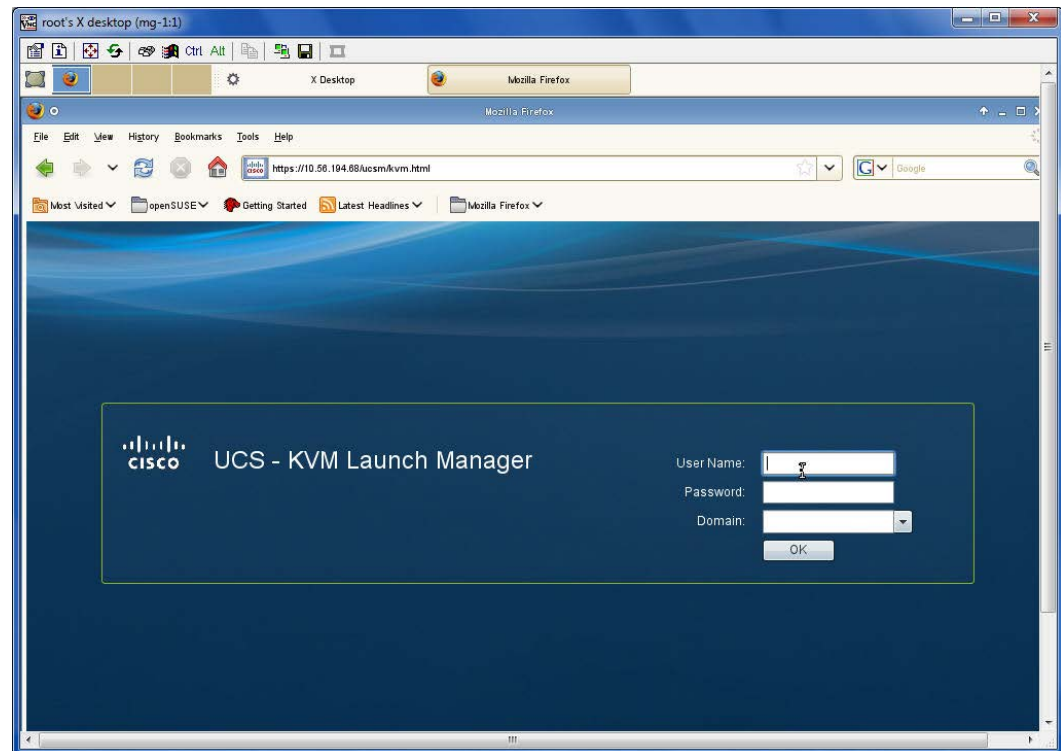 root's X desktop (mg-1:1)
Ctrl Alt
X Desktop
Mozilla Firefox
Mozilla Firefox
File Edit View History Bookmarks Tools Help
https://10.56.194.68/ucsm/kvm.html
Google
Most Visited openSUSE Getting Started Latest Headlines Mozilla Firefox
CISCO
UCS - KVM Launch Manager
User Name:
Password:
Domain:
OK